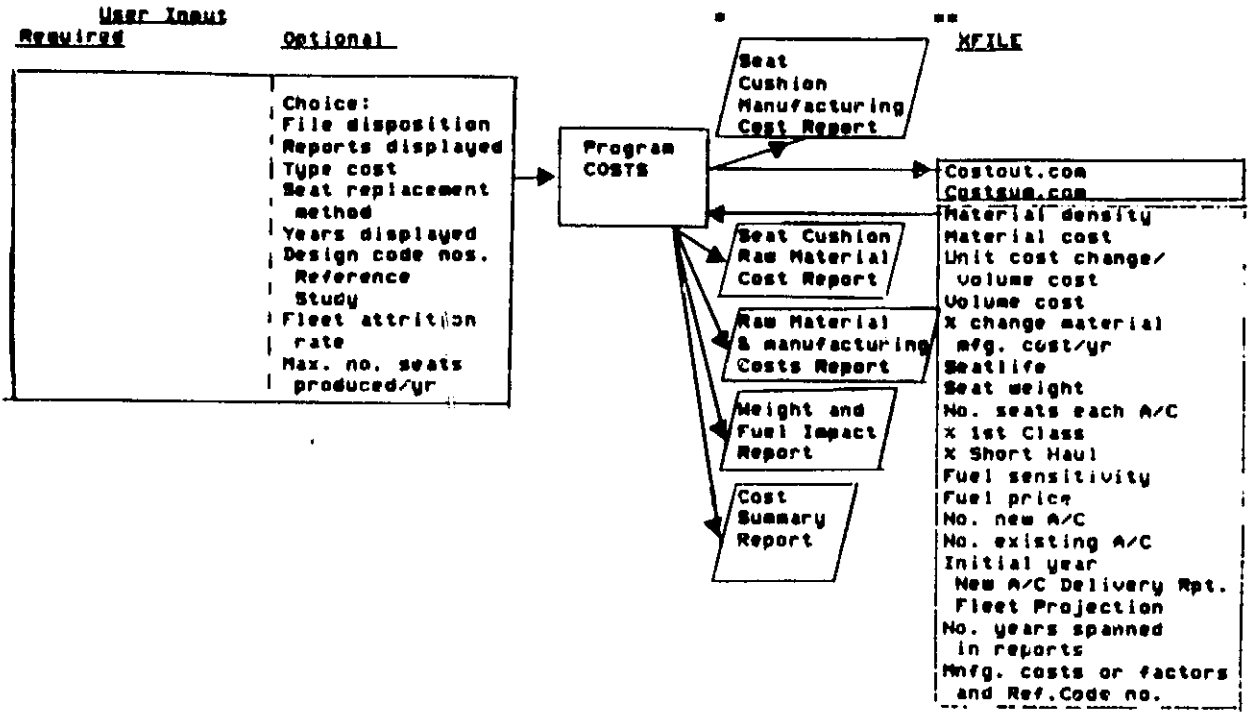 User Input
Required
Optional
Choice:
File disposition
Reports displayed
Type cost
Seat replacement
method
Years displayed
Design code nos.
Reference
Study
Fleet attrition
rate
Max. no. seats
produced/yr
Program
COSTS
*
Seat
Cushion
Manufacturing
Cost Report
Seat Cushion
Raw Material
Cost Report
Raw Material
& manufacturing
Costs Report
Weight and
Fuel Impact
Report
Cost
Summary
Report
**
XFILE
Costout.com
Costsum.com
Material density
Material cost
Unit cost change/
volume cost
Volume cost
% change material
mfg. cost/yr
Seatlife
Seat weight
No. seats each A/C
% 1st Class
% Short Haul
Fuel sensitivity
Fuel price
No. new A/C
No. existing A/C
Initial year
New A/C Delivery Rpt.
Fleet Projection
No. years spanned
in reports
Mnfg. costs or factors
and Ref.Code no.